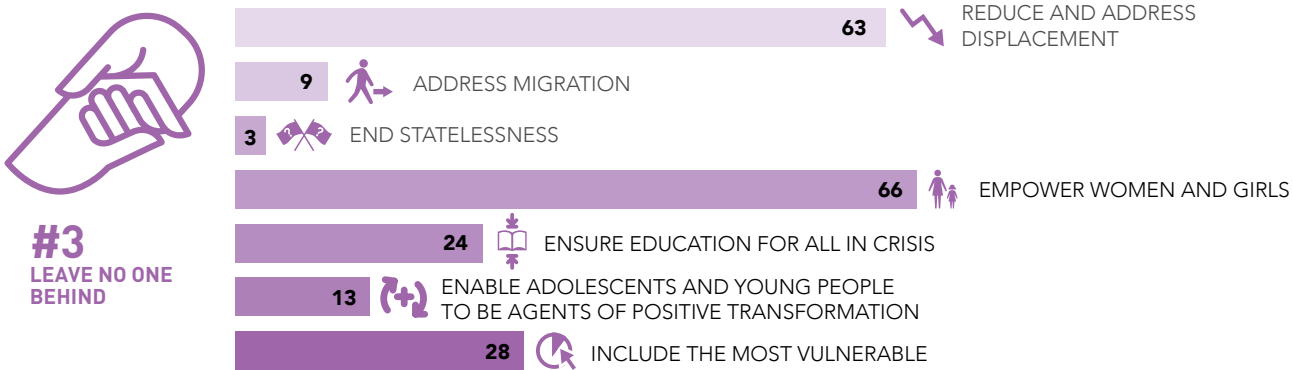 63
REDUCE AND ADDRESS
DISPLACEMENT
9
ADDRESS MIGRATION
3
? ?
END STATELESSNESS
66
EMPOWER WOMEN AND GIRLS
#3
LEAVE NO ONE
BEHIND
24
ENSURE EDUCATION FOR ALL IN CRISIS
13
ENABLE ADOLESCENTS AND YOUNG PEOPLE
TO BE AGENTS OF POSITIVE TRANSFORMATION
28
INCLUDE THE MOST VULNERABLE